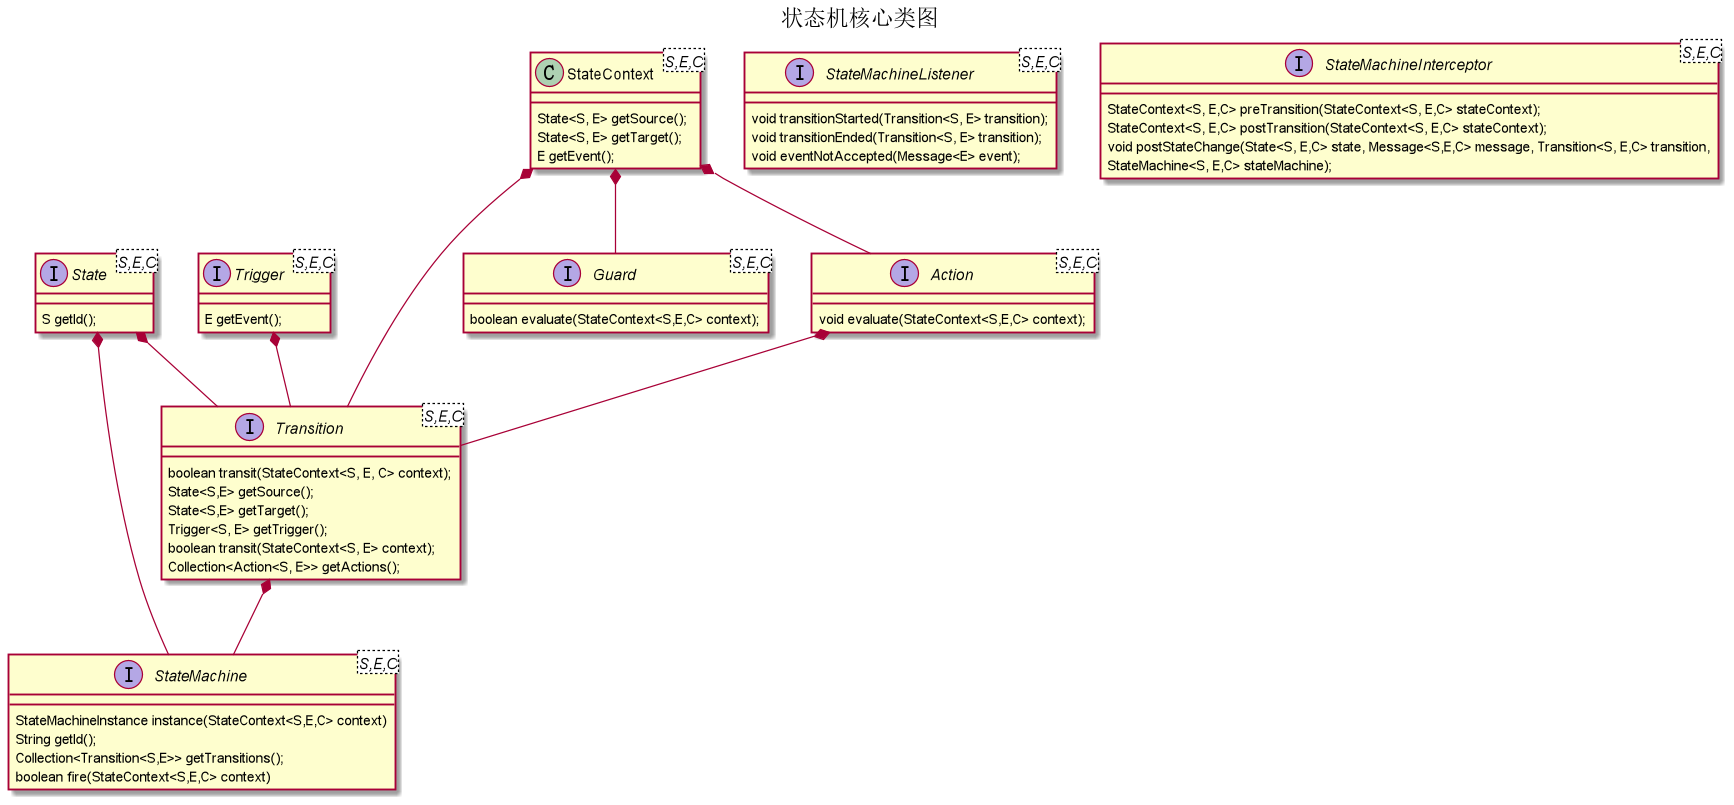 状态机核心类图
C StateContext S,E,C
State<S, E> getSource();
State<S, E> getTarget();
E getEvent();
I StateMachineListener S,E,C
void transitionStarted(Transition<S, E> transition);
void transitionEnded(Transition<S, E> transition);
void eventNotAccepted(Message<E> event);
I StateMachineInterceptor S,E,C
StateContext<S, E,C> preTransition(StateContext<S, E,C> stateContext);
StateContext<S, E,C> postTransition(StateContext<S, E,C> stateContext);
void postStateChange(State<S, E,C> state, Message<S,E,C> message, Transition<S, E,C> transition,
StateMachine<S, E,C> stateMachine);
I State S,E,C
S getId();
I Trigger S,E,C
E getEvent();
I Guard S,E,C
boolean evaluate(StateContext<S,E,C> context);
I Action S,E,C
void evaluate(StateContext<S,E,C> context);
I Transition S,E,C
boolean transit(StateContext<S, E, C> context);
State<S,E> getSource();
State<S,E> getTarget();
Trigger<S, E> getTrigger();
boolean transit(StateContext<S, E> context);
Collection<Action<S, E>> getActions();
I StateMachine S,E,C
StateMachineInstance instance(StateContext<S,E,C> context)
String getId();
Collection<Transition<S,E>> getTransitions();
boolean fire(StateContext<S,E,C> context)